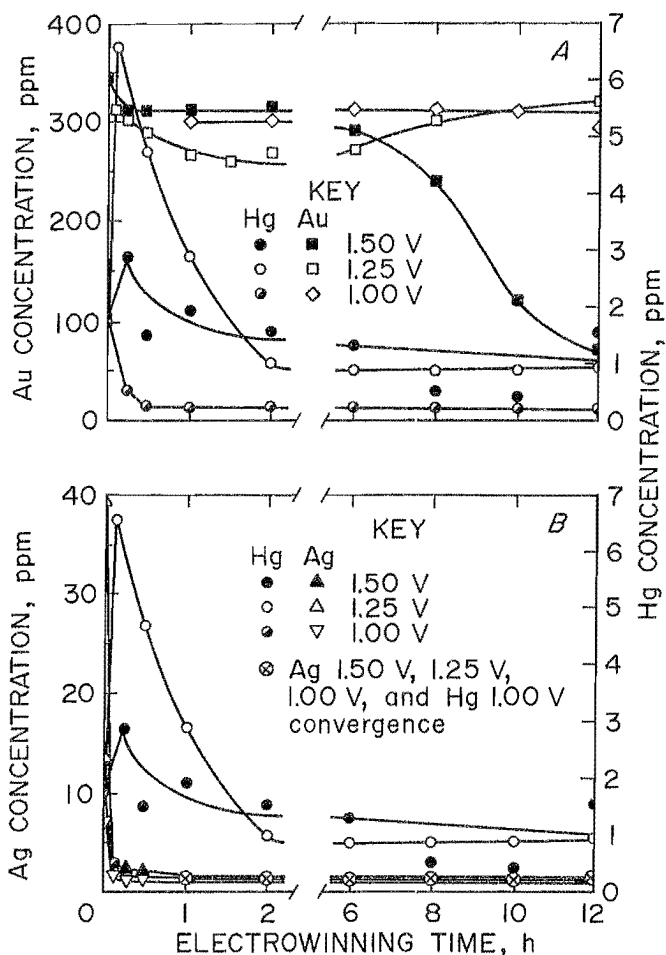 A
400
300
200
100
0
Au CONCENTRATION, ppm
7
6
5
4
3
2
1
0
KEY
Hg Au
1.50 V
1.25 V
1.00 V
B
40
30
20
10
0
Ag CONCENTRATION, ppm
7
6
5
4
3
2
1
0
Hg CONCENTRATION, ppm
KEY
Hg Ag
1.50 V
1.25 V
1.00 V
Ag 1.50 V, 1.25 V,
1.00 V, and Hg 1.00 V
convergence
0 1 2 6 8 10 12
ELECTROWINNING TIME, h